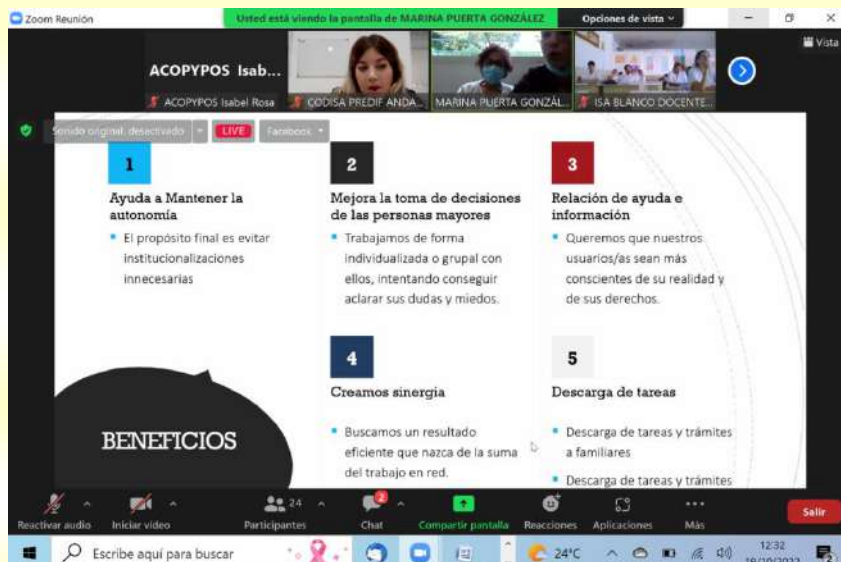 Zoom Reunión
Usted está viendo la pantalla de MARINA PUERTA GONZÁLEZ
Opciones de vista
Vista
ACOPYPOS Isab...
ACOPYPOS Isabel Rosa
CODISA PREDIF ANDA...
MARINA PUERTA GONZÁL...
ISA BLANCO DOCENTE...
Sonido original: desactivado
LIVE
Facebook
1
Ayuda a Mantener la
autonomía
El propósito final es evitar
institucionalizaciones
innecesarias
2
Mejora la toma de decisiones
de las personas mayores
Trabajamos de forma
individualizada o grupal con
ellos, intentando conseguir
aclarar sus dudas y miedos.
3
Relación de ayuda e
información
Queremos que nuestros
usuarios/as sean más
conscientes de su realidad y
de sus derechos.
BENEFICIOS
4
Creamos sinergia
Buscamos un resultado
eficiente que nazca de la suma
del trabajo en red.
5
Descarga de tareas
Descarga de tareas y trámites
a familiares
Descarga de tareas y trámites
Reactivar audio
Iniciar video
24
Participantes
2
Chat
Compartir pantalla
Reacciones
Aplicaciones
Más
Salir
Escribe aquí para buscar
24°C
12:32
19/10/2022
2